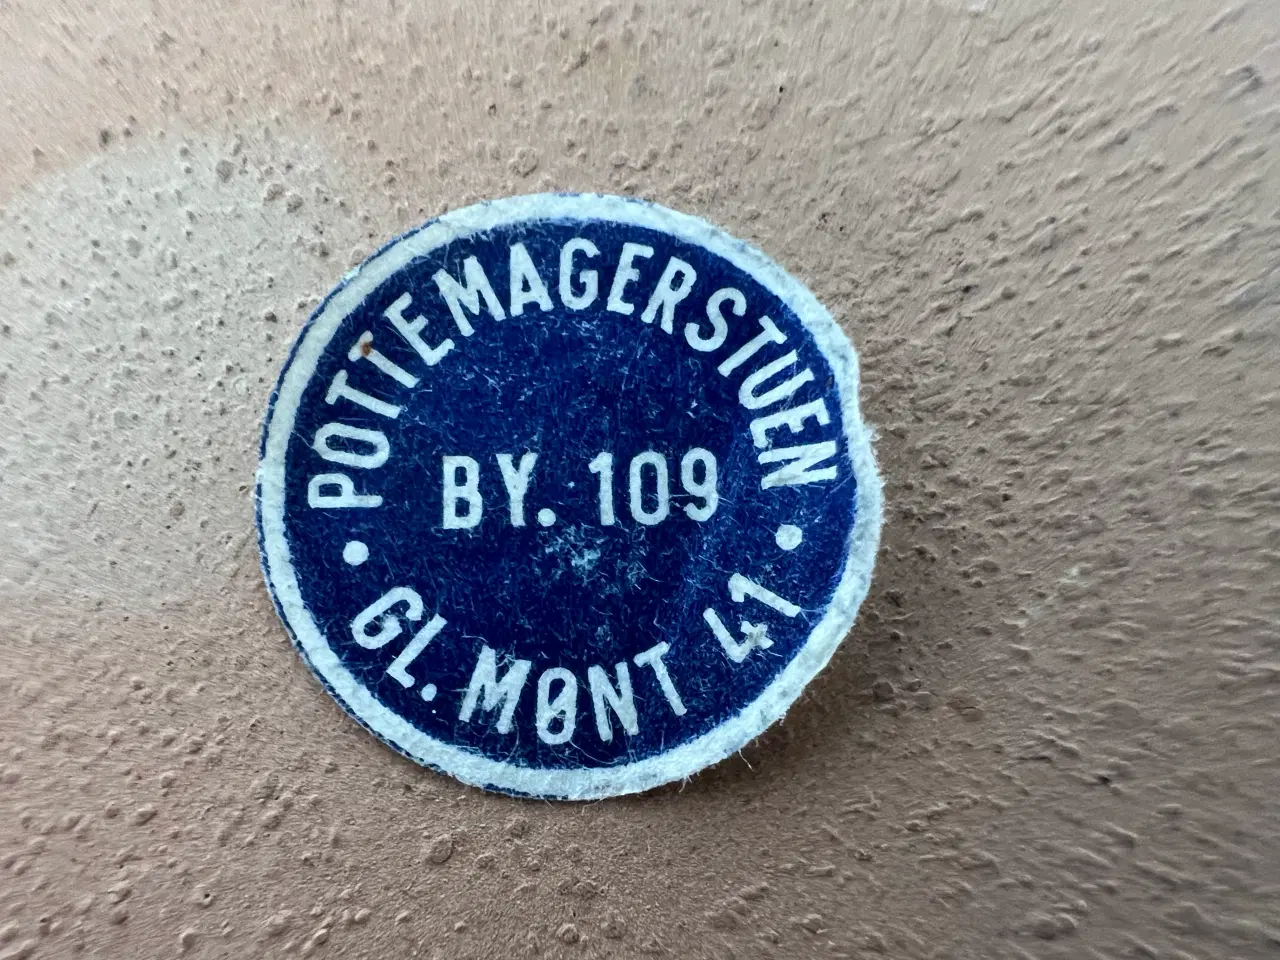 POTTEMAGERSTUEN
BY. 109
GL. MØNT 41